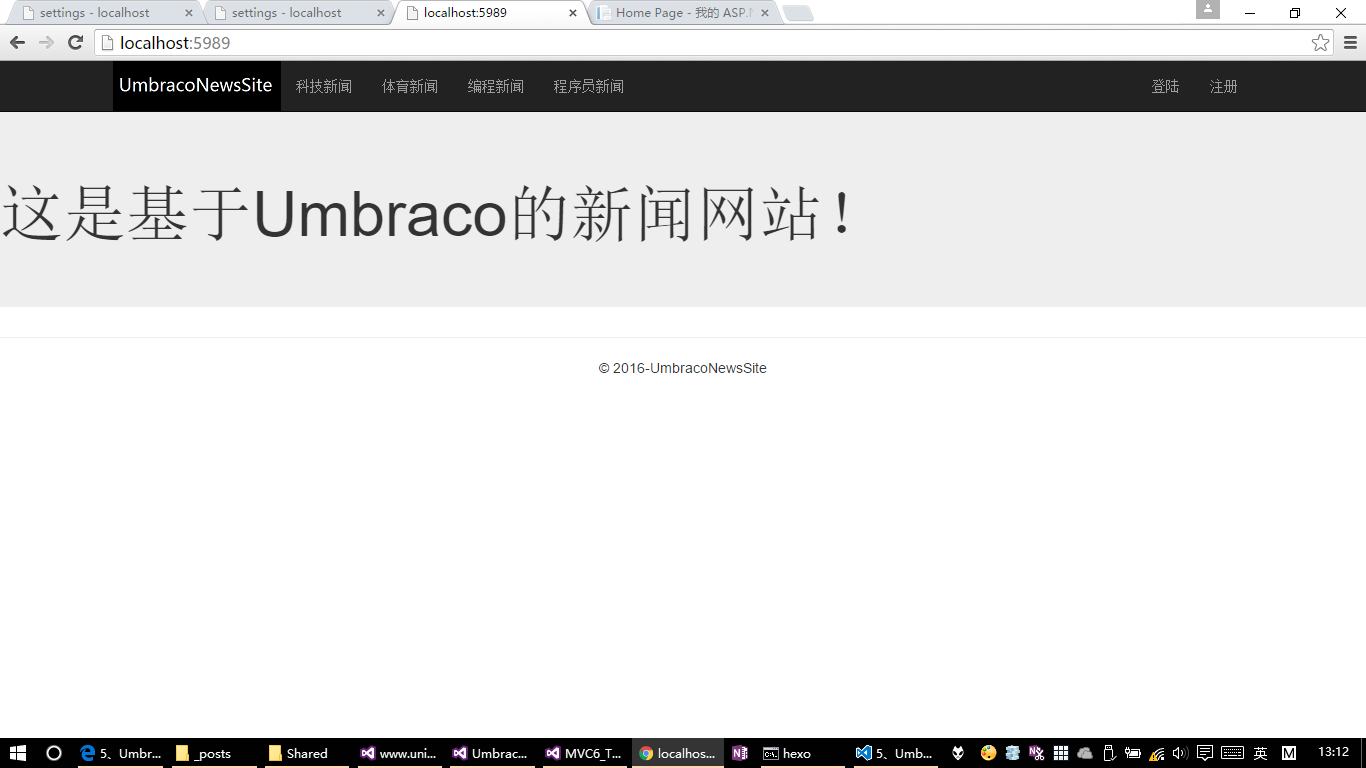 settings - localhost
settings - localhost
localhost:5989
Home Page - 我的 ASP.N
localhost:5989
UmbracoNewsSite 科技新闻 体育新闻 编程新闻 程序员新闻 登陆 注册
这是基于Umbraco的新闻网站！
© 2016-UmbracoNewsSite
5、Umbr... _posts Shared www.uni... Umbrac... MVC6_T... localhos... hexo 5、Umb... 英 M 13:12